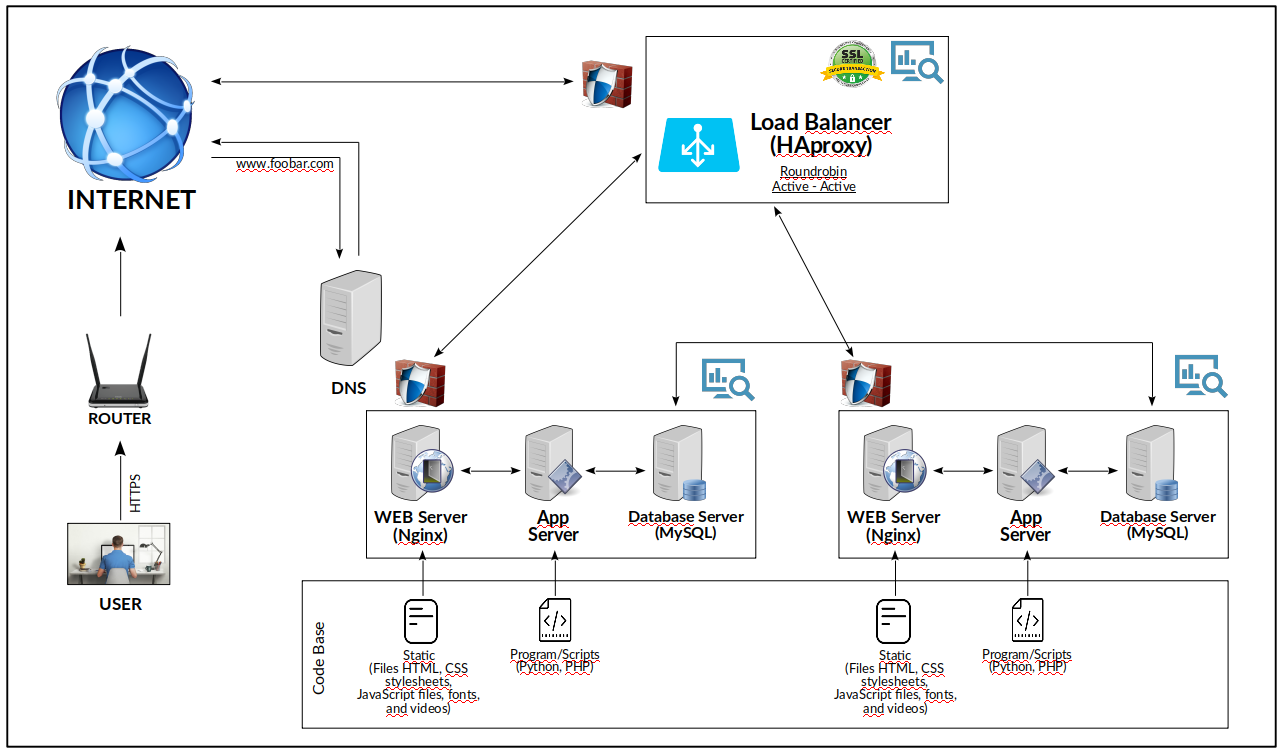 SSL
CERTIFIED
SECURE TRANSACTION
Load Balancer
(HAproxy)
Roundrobin
Active - Active
www.foobar.com
INTERNET
DNS
ROUTER
HTTPS
USER
WEB Server
(Nginx)
App
Server
Database Server
(MySQL)
WEB Server
(Nginx)
App
Server
Database Server
(MySQL)
Code Base
Static
(Files HTML, CSS
stylesheets,
JavaScript files, fonts,
and videos)
Program/Scripts
(Python, PHP)
Static
(Files HTML, CSS
stylesheets,
JavaScript files, fonts,
and videos)
Program/Scripts
(Python, PHP)